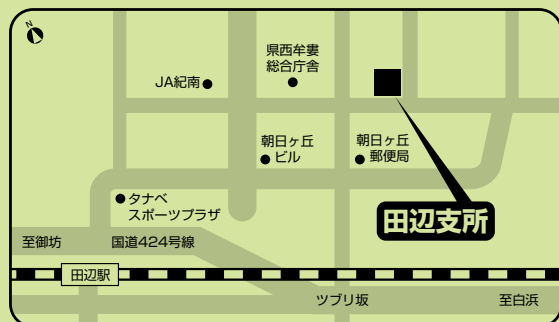 N
県西牟婁
総合庁舎
JA紀南
朝日ヶ丘
ビル
朝日ヶ丘
郵便局
タナベ
スポーツプラザ
田辺支所
至御坊
国道424号線
田辺駅
ツブリ坂
至白浜